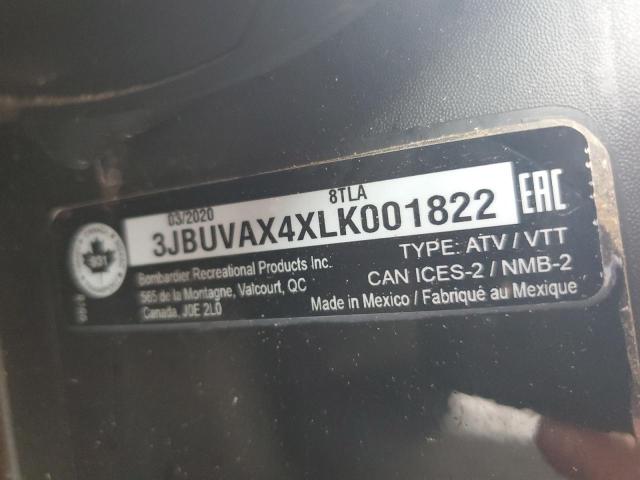 03/2020 8TLA
3JBUVAX4XLK001822
EAC
Bombardier Recreational Products Inc.
565 de la Montagne, Valcourt, QC
Canada, J0E 2L0
TYPE: ATV / VTT
CAN ICES-2 / NMB-2
Made in Mexico / Fabriqué au Mexique